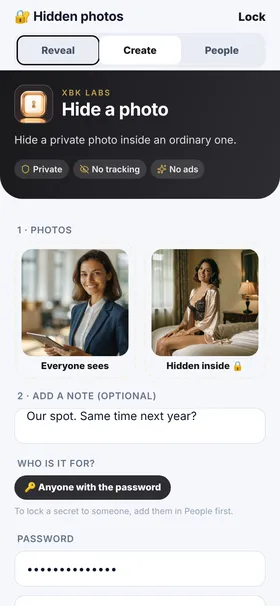 🔐 Hidden photos
Lock
Reveal
Create
People
XBK LABS
Hide a photo
Hide a private photo inside an ordinary one.
Private
No tracking
No ads
1 · PHOTOS
Everyone sees
Hidden inside 🔒
2 · ADD A NOTE (OPTIONAL)
Our spot. Same time next year?
WHO IS IT FOR?
🔑 Anyone with the password
To lock a secret to someone, add them in People first.
PASSWORD
••••••••••••••